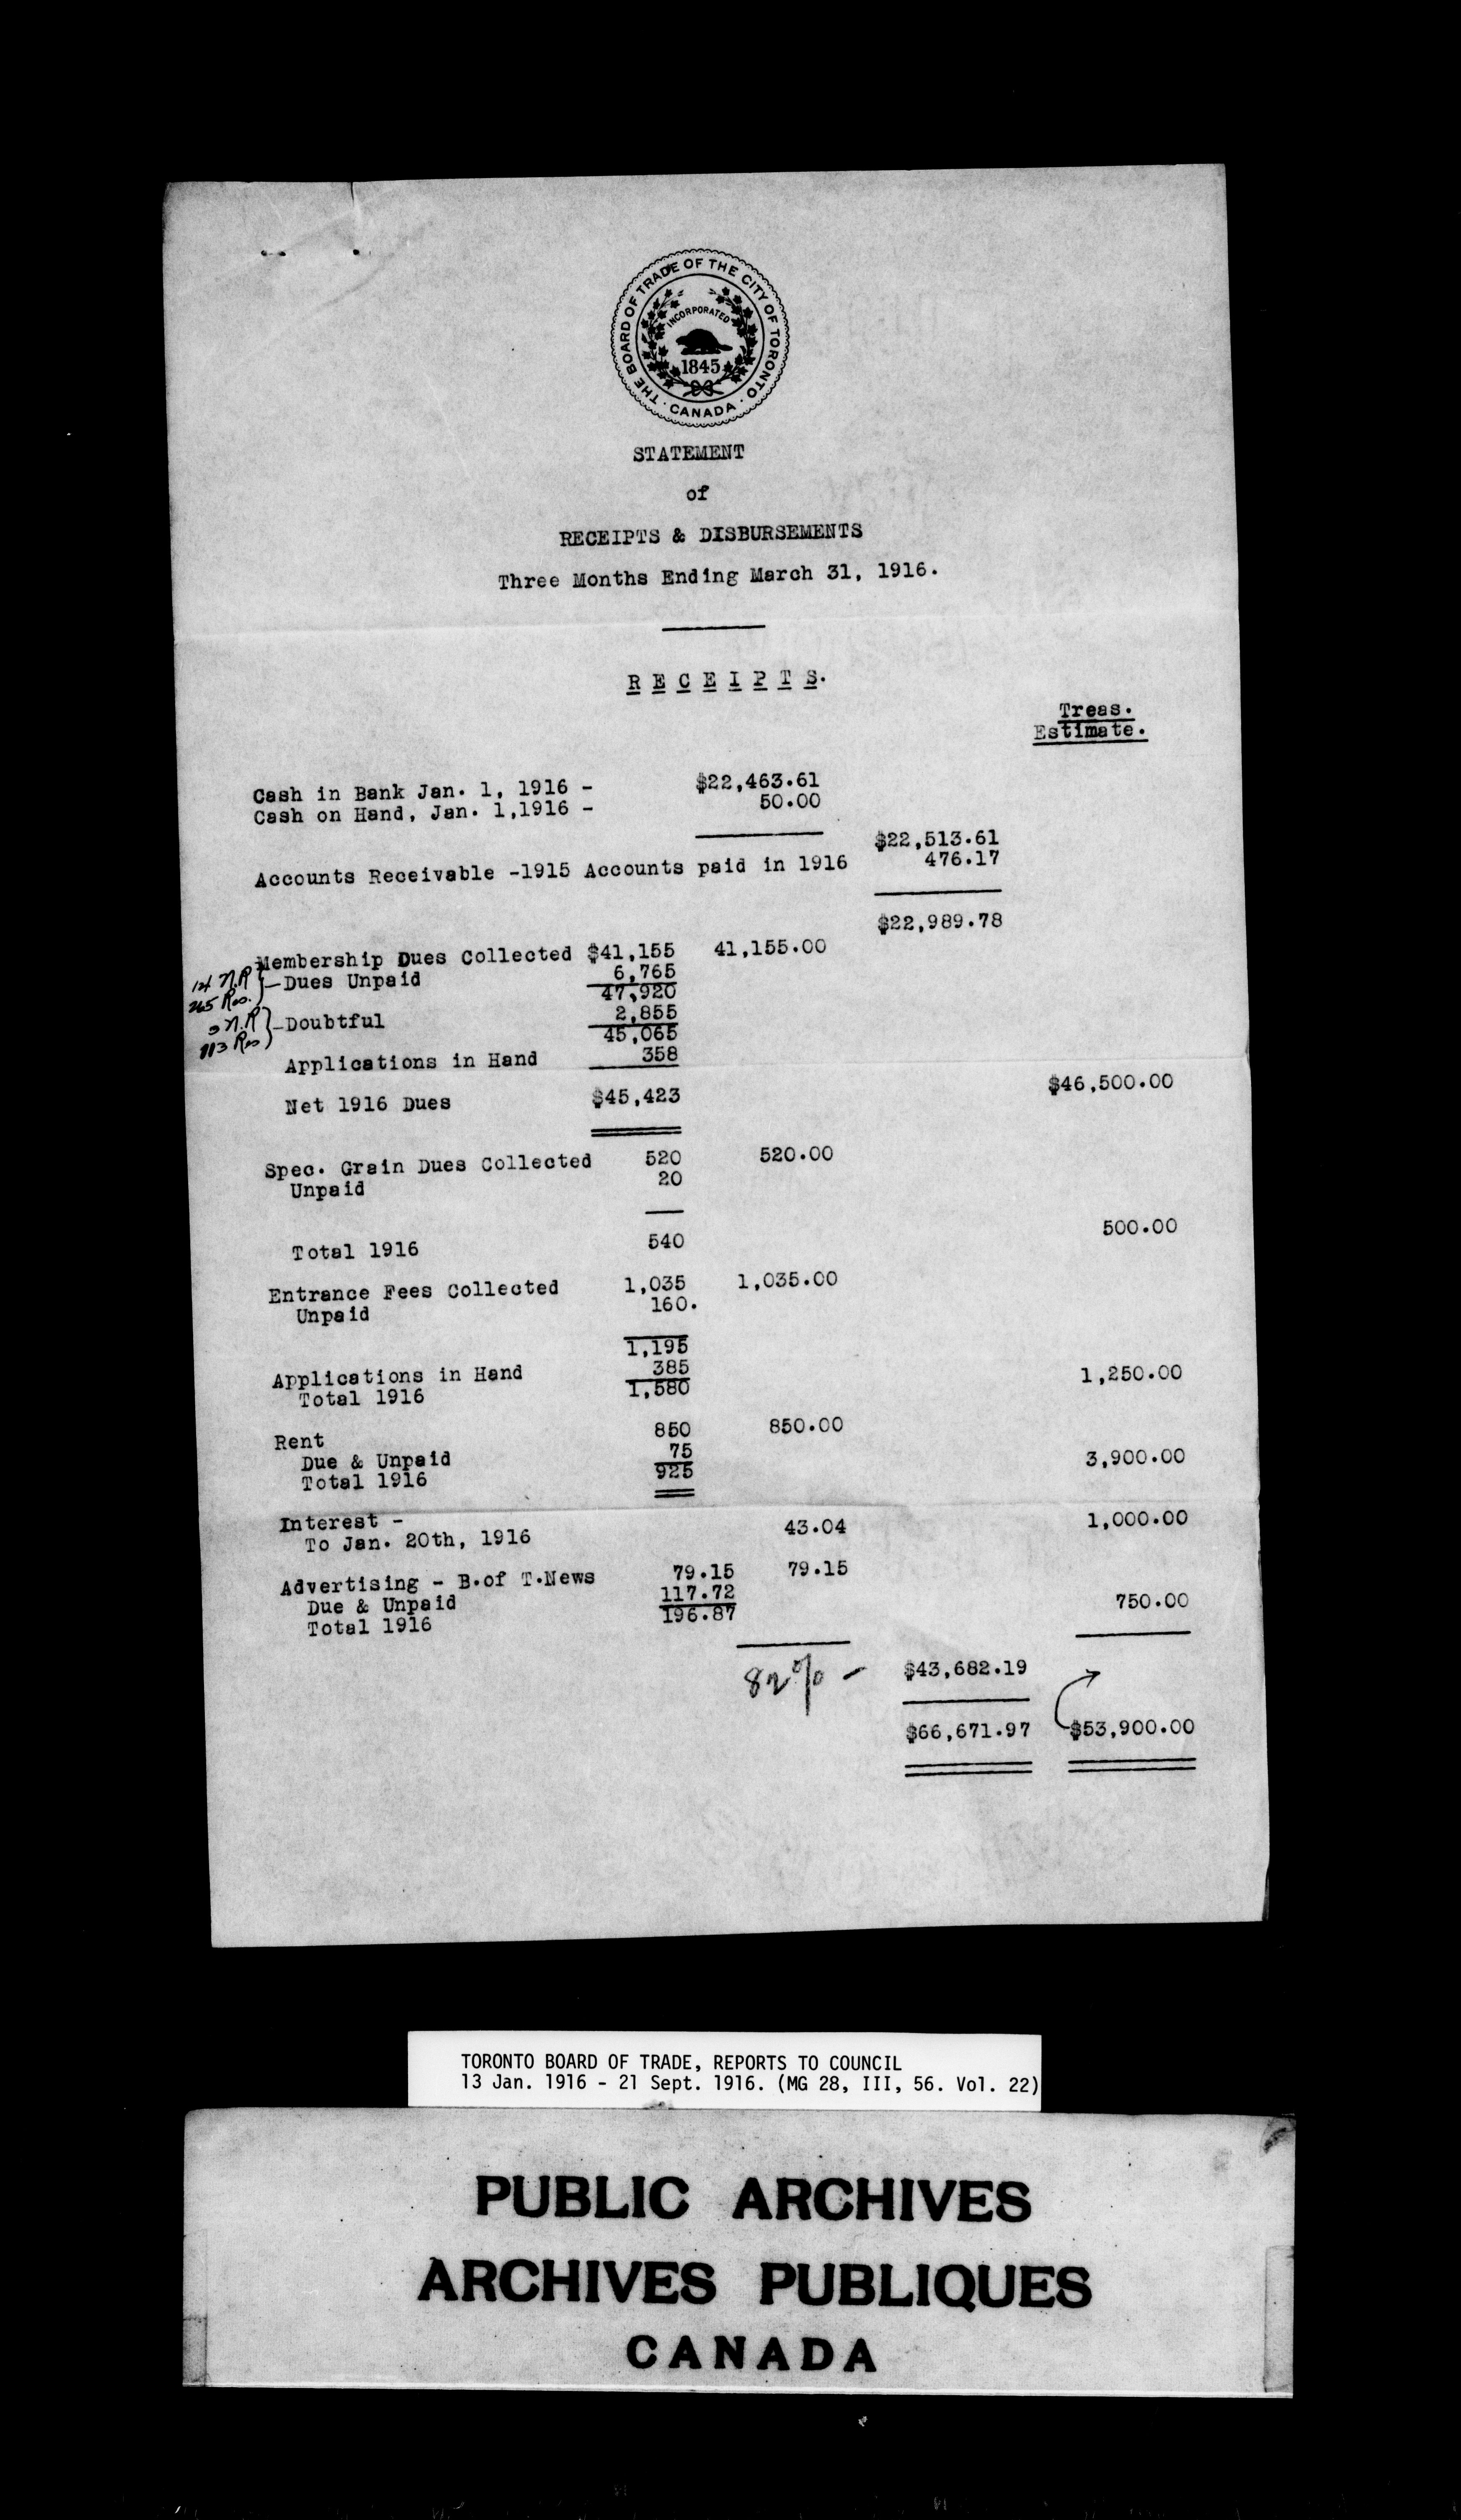 THE BOARD OF TRADE OF THE CITY OF TORONTO
INCORPORATED
1845
CANADA
STATEMENT
of
RECEIPTS & DISBURSEMENTS
Three Months Ending March 31, 1916.
RECEIPTS.
Treas.
Estimate.
Cash in Bank Jan. 1, 1916 - $22,463.61
Cash on Hand, Jan. 1,1916 - 50.00
$22,513.61
Accounts Receivable -1915 Accounts paid in 1916 476.17
$22,989.78
Membership Dues Collected $41,155 41,155.00
14 N.R. -Dues Unpaid 6,765
265 Res. 47,920
3 N.R -Doubtful 2,855
113 Res 45,065
Applications in Hand 358
Net 1916 Dues $45,423 $46,500.00
Spec. Grain Dues Collected 520 520.00
Unpaid 20
Total 1916 540 500.00
Entrance Fees Collected 1,035 1,035.00
Unpaid 160.
1,195
Applications in Hand 385
Total 1916 1,580 1,250.00
Rent 850 850.00
Due & Unpaid 75
Total 1916 925 3,900.00
Interest -
To Jan. 20th, 1916 43.04 1,000.00
Advertising - B.of T.News 79.15 79.15
Due & Unpaid 117.72
Total 1916 196.87 750.00
82% - $43,682.19
$66,671.97 $53,900.00
TORONTO BOARD OF TRADE, REPORTS TO COUNCIL
13 Jan. 1916 - 21 Sept. 1916. (MG 28, III, 56. Vol. 22)
PUBLIC ARCHIVES
ARCHIVES PUBLIQUES
CANADA